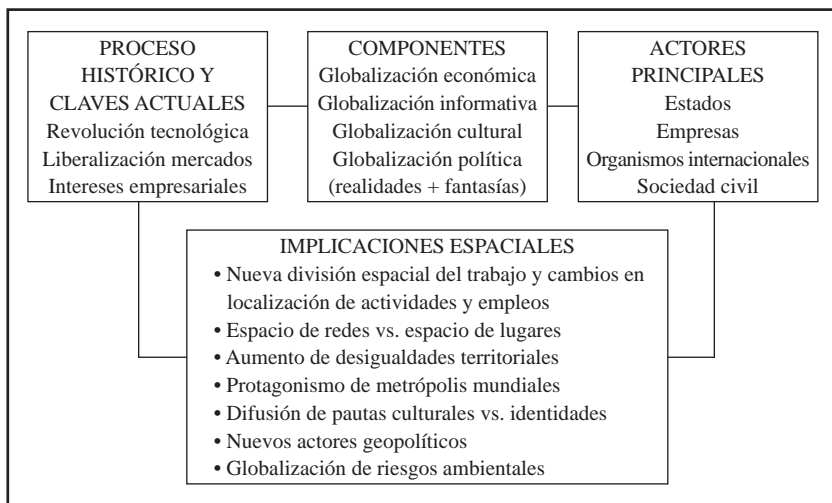 PROCESO
HISTÓRICO Y
CLAVES ACTUALES
Revolución tecnológica
Liberalización mercados
Intereses empresariales
COMPONENTES
Globalización económica
Globalización informativa
Globalización cultural
Globalización política
(realidades + fantasías)
ACTORES
PRINCIPALES
Estados
Empresas
Organismos internacionales
Sociedad civil
IMPLICACIONES ESPACIALES
• Nueva división espacial del trabajo y cambios en
localización de actividades y empleos
• Espacio de redes vs. espacio de lugares
• Aumento de desigualdades territoriales
• Protagonismo de metrópolis mundiales
• Difusión de pautas culturales vs. identidades
• Nuevos actores geopolíticos
• Globalización de riesgos ambientales